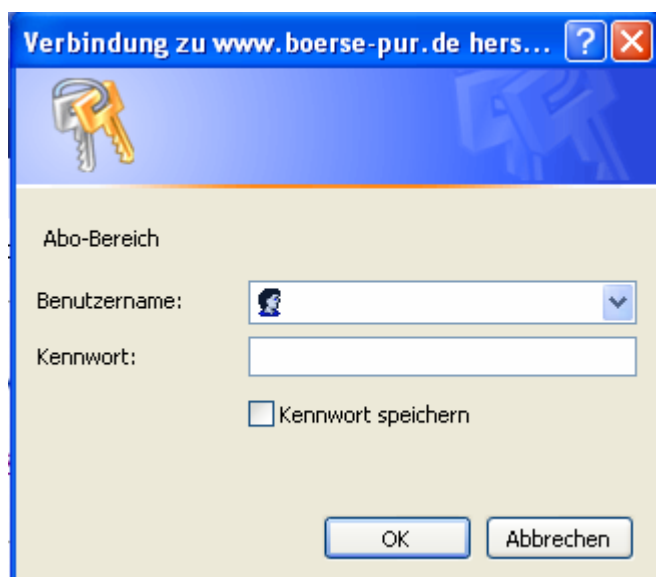 Verbindung zu www.boerse-pur.de hers...
Abo-Bereich
Benutzername:
Kennwort:
Kennwort speichern
OK Abbrechen